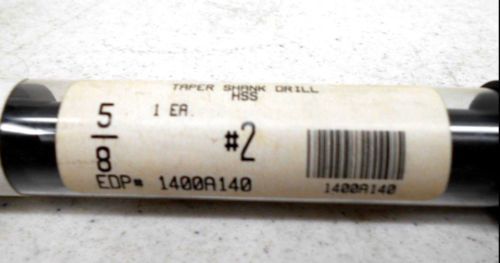 TAPER SHANK DRILL
HSS
5/8
1 EA.
#2
EDP# 1400A140
1400A140